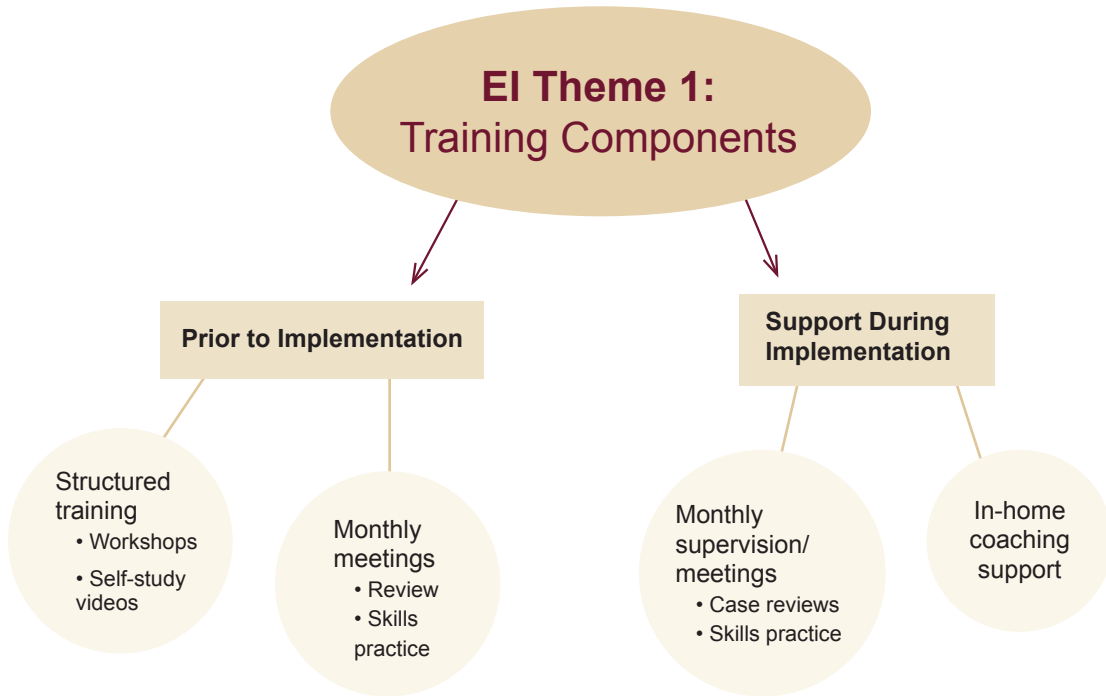 EI Theme 1:
Training Components
Prior to Implementation
Support During
Implementation
Structured
training
• Workshops
• Self-study
videos
Monthly
meetings
• Review
• Skills
practice
Monthly
supervision/
meetings
• Case reviews
• Skills practice
In-home
coaching
support